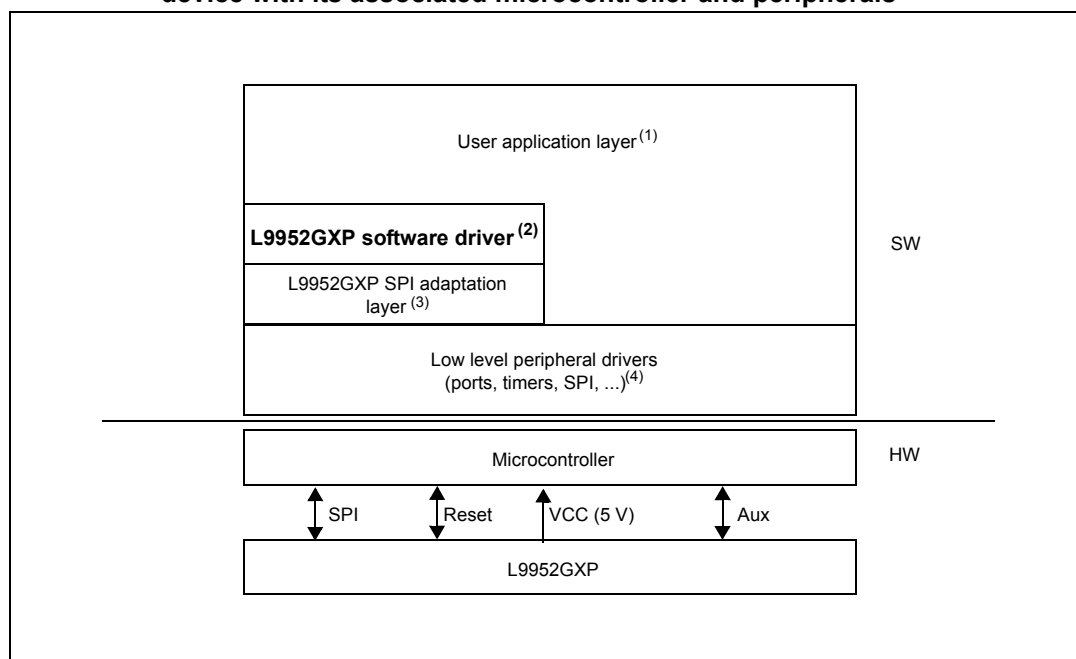 device with its associated microcontroller and peripherals
User application layer(1)
L9952GXP software driver(2)
SW
L9952GXP SPI adaptation
layer(3)
Low level peripheral drivers
(ports, timers, SPI, ...)(4)
Microcontroller
HW
SPI
Reset
VCC (5 V)
Aux
L9952GXP